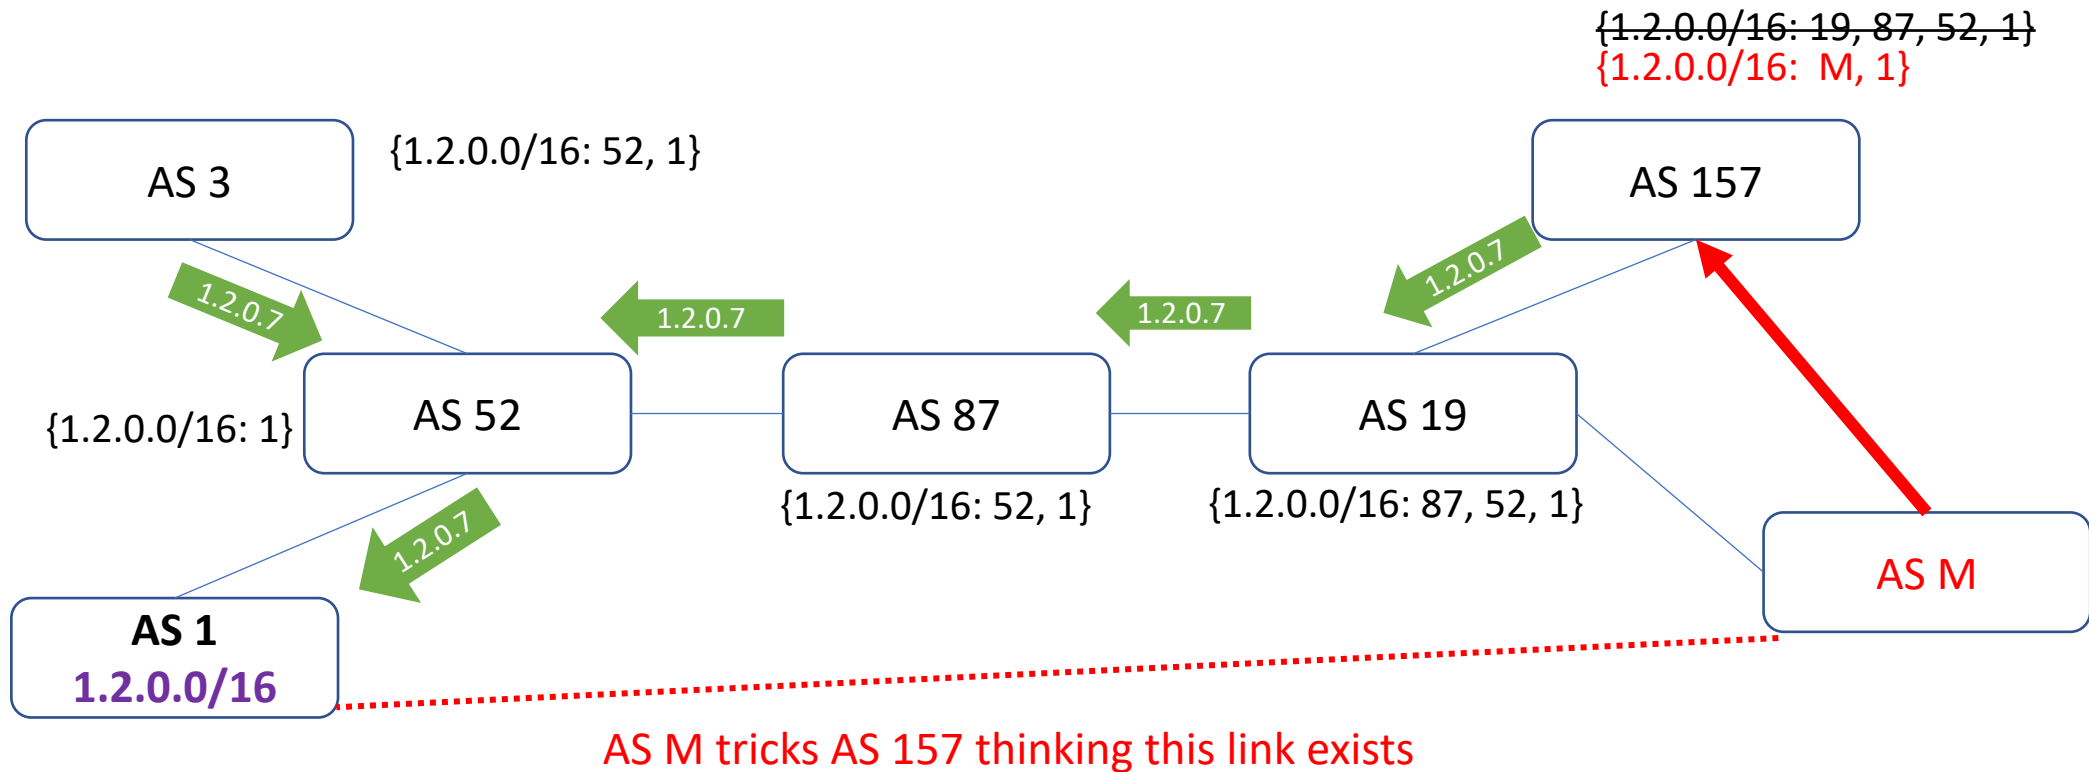 {1.2.0.0/16: 19, 87, 52, 1}
{1.2.0.0/16:  M, 1}
AS 3
{1.2.0.0/16: 52, 1}
AS 157
1.2.0.7
1.2.0.7
1.2.0.7
1.2.0.7
{1.2.0.0/16: 1}
AS 52
AS 87
AS 19
{1.2.0.0/16: 52, 1}
{1.2.0.0/16: 87, 52, 1}
1.2.0.7
AS M
AS 1
1.2.0.0/16
AS M tricks AS 157 thinking this link exists